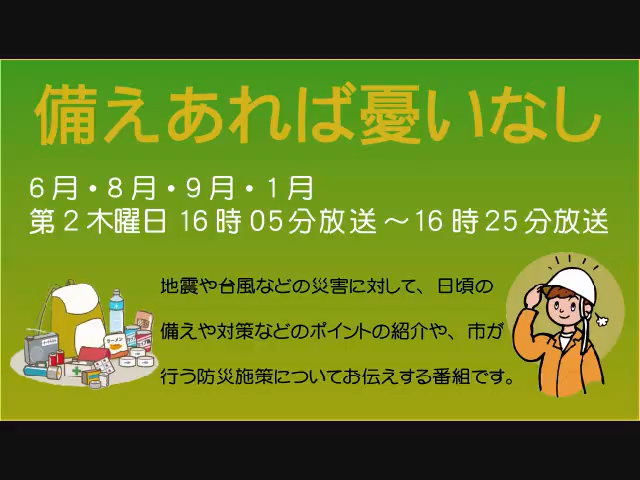 備えあれば憂いなし
6月・8月・9月・1月
第2木曜日 16時05分放送～16時25分放送
地震や台風などの災害に対して、日頃の
備えや対策などのポイントの紹介や、市が
行う防災施策についてお伝えする番組です。
ラーメン